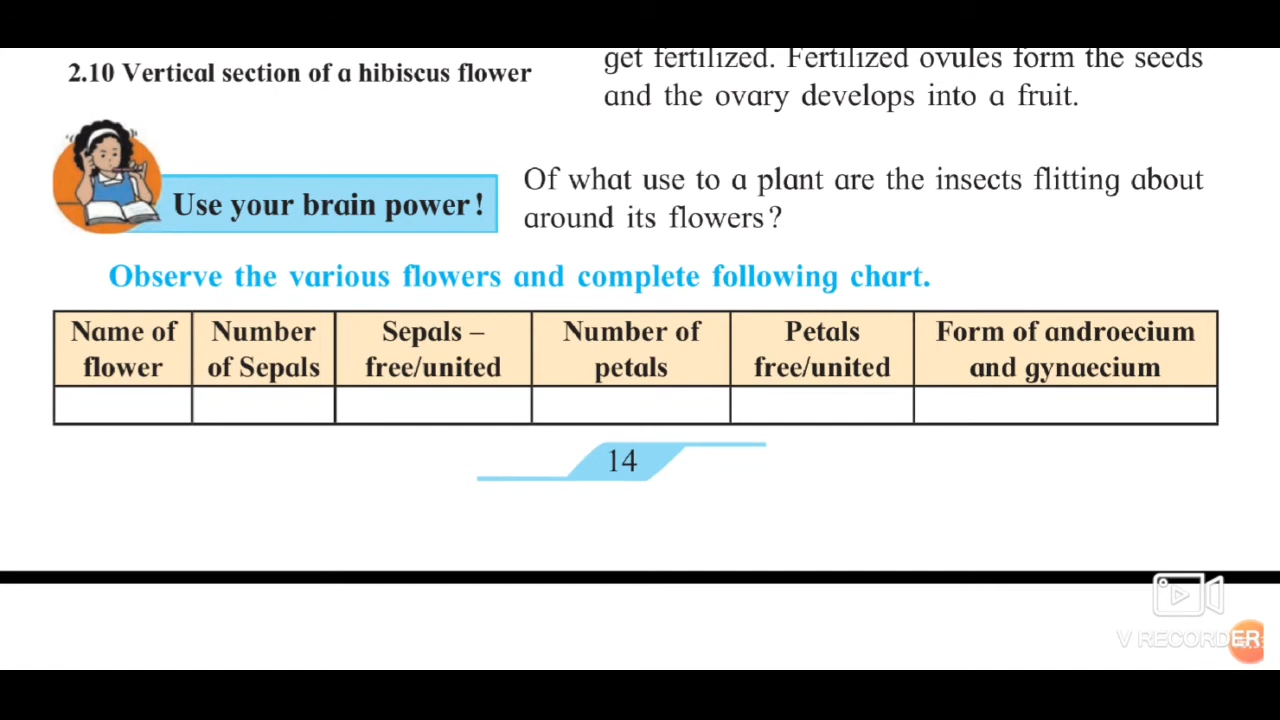 get fertilized. Fertilized ovules form the seeds
and the ovary develops into a fruit.
2.10 Vertical section of a hibiscus flower
Use your brain power!
Of what use to a plant are the insects flitting about
around its flowers?
Observe the various flowers and complete following chart.
Name of flower
Number of Sepals
Sepals – free/united
Number of petals
Petals free/united
Form of androecium and gynaecium
14
V RECORDER